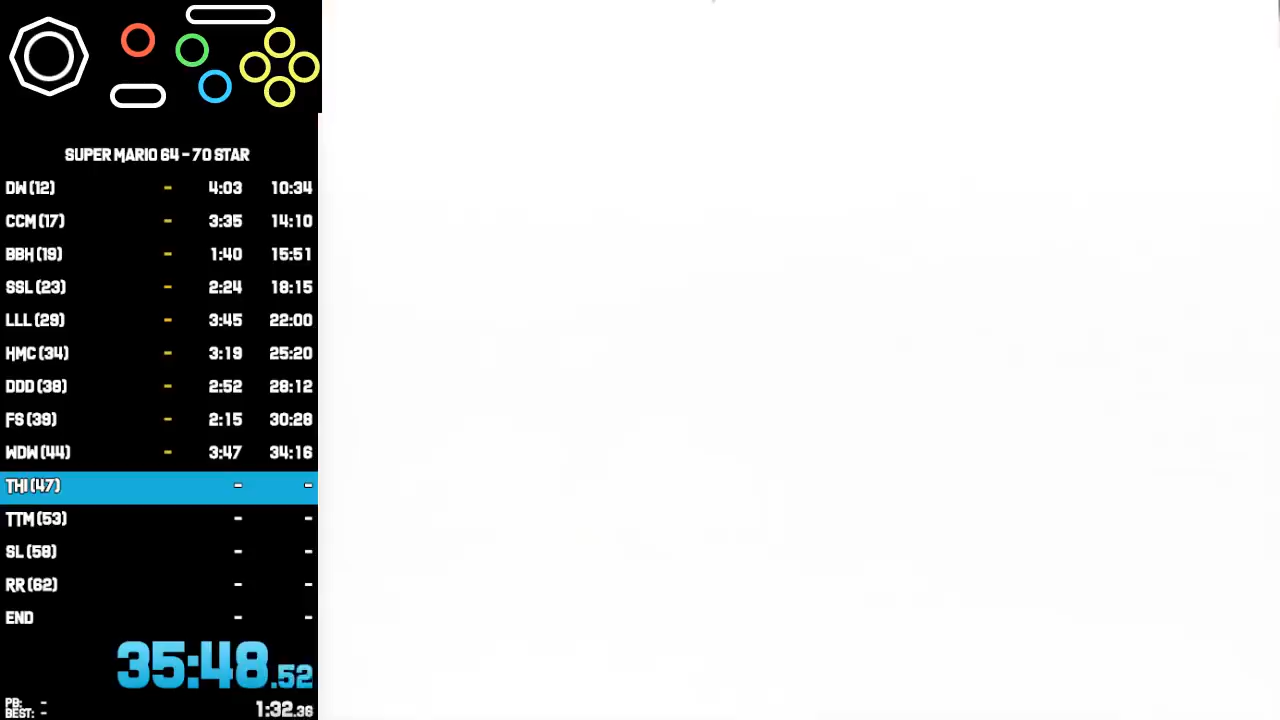 SUPER MARIO 64 - 70 STAR
DW (12) - 4:03 10:34
CCM (17) - 3:35 14:10
BBH (19) - 1:40 15:51
SSL (23) - 2:24 18:15
LLL (29) - 3:45 22:00
HMC (34) - 3:19 25:20
DDD (38) - 2:52 28:12
FS (39) - 2:15 30:28
WDW (44) - 3:47 34:16
THI (47) - -
TTM (53) - -
SL (58) - -
RR (62) - -
END - -
35:48.52
PB: -
BEST: - 1:32.36